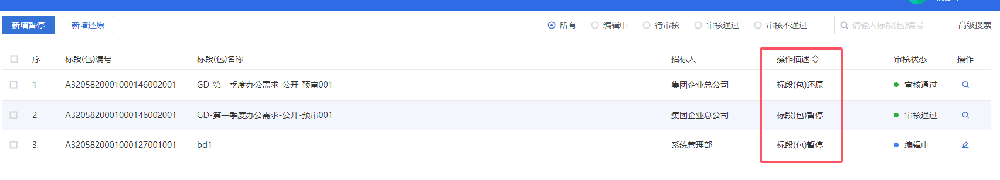 新增暂停 新增还原 所有 编辑中 待审核 审核通过 审核不通过 请输入标段(包)编号 高级搜索
序 标段(包)编号 标段(包)名称 招标人 操作描述 审核状态 操作
1 A3205820001000146002001 GD-第一季度办公需求-公开-预审001 集团企业总公司 标段(包)还原 审核通过
2 A3205820001000146002001 GD-第一季度办公需求-公开-预审001 集团企业总公司 标段(包)暂停 审核通过
3 A3205820001000127001001 bd1 系统管理部 标段(包)暂停 编辑中